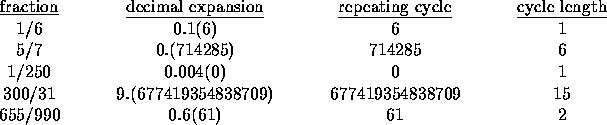 fraction decimal expansion repeating cycle cycle length
1/6 0.1(6) 6 1
5/7 0.(714285) 714285 6
1/250 0.004(0) 0 1
300/31 9.(677419354838709) 677419354838709 15
655/990 0.6(61) 61 2